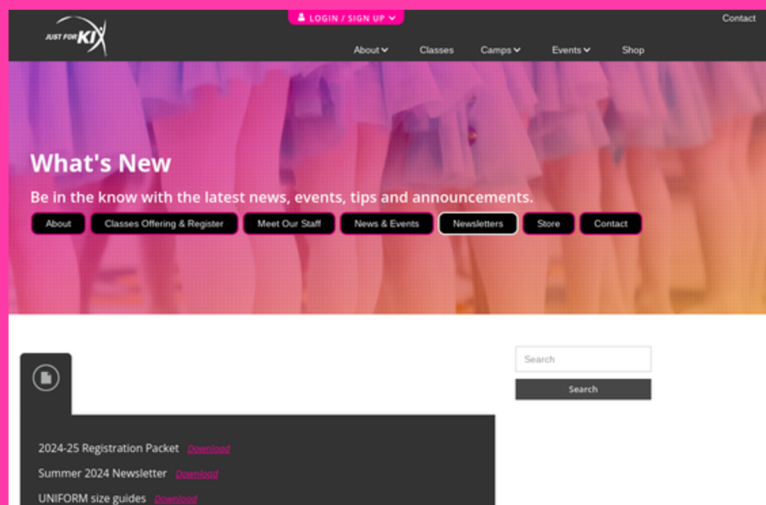 LOGIN / SIGN UP
Contact
JUST FOR KIX
About
Classes
Camps
Events
Shop
What's New
Be in the know with the latest news, events, tips and announcements.
About
Classes Offering & Register
Meet Our Staff
News & Events
Newsletters
Store
Contact
Search
Search
2024-25 Registration Packet Download
Summer 2024 Newsletter Download
UNIFORM size guides Download